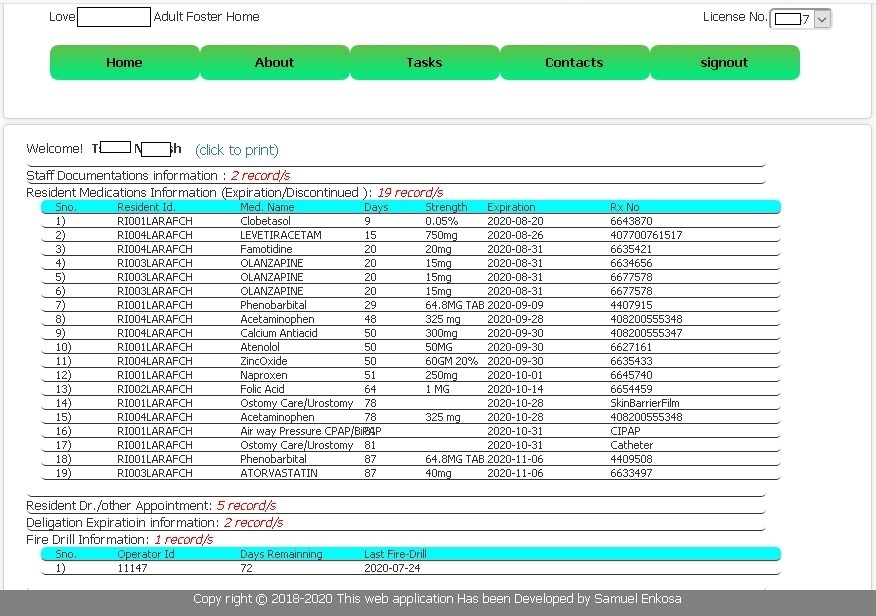 Love Adult Foster Home License No. 7
Home About Tasks Contacts signout
Welcome! T sh (click to print)
Staff Documentations information : 2 record/s
Resident Medications Information (Expiration/Discontinued ): 19 record/s
Sno. Resident Id. Med. Name Days Strength Expiration Rx No
1) RI001LARAFCH Clobetasol 9 0.05% 2020-08-20 6643870
2) RI004LARAFCH LEVETIRACETAM 15 750mg 2020-08-26 407700761517
3) RI004LARAFCH Famotidine 20 20mg 2020-08-31 6635421
4) RI003LARAFCH OLANZAPINE 20 15mg 2020-08-31 6634656
5) RI003LARAFCH OLANZAPINE 20 15mg 2020-08-31 6677578
6) RI003LARAFCH OLANZAPINE 20 15mg 2020-08-31 6677578
7) RI001LARAFCH Phenobarbital 29 64.8MG TAB 2020-09-09 4407915
8) RI004LARAFCH Acetaminophen 48 325 mg 2020-09-28 408200555348
9) RI004LARAFCH Calcium Antiacid 50 300mg 2020-09-30 408200555347
10) RI001LARAFCH Atenolol 50 50MG 2020-09-30 6627161
11) RI004LARAFCH ZincOxide 50 60GM 20% 2020-09-30 6635433
12) RI001LARAFCH Naproxen 51 250mg 2020-10-01 6645740
13) RI002LARAFCH Folic Acid 64 1 MG 2020-10-14 6654459
14) RI001LARAFCH Ostomy Care/Urostomy 78 2020-10-28 SkinBarrierFilm
15) RI004LARAFCH Acetaminophen 78 325 mg 2020-10-28 408200555348
16) RI001LARAFCH Air way Pressure CPAP/BiPAP 2020-10-31 CIPAP
17) RI001LARAFCH Ostomy Care/Urostomy 81 2020-10-31 Catheter
18) RI001LARAFCH Phenobarbital 87 64.8MG TAB 2020-11-06 4409508
19) RI003LARAFCH ATORVASTATIN 87 40mg 2020-11-06 6633497
Resident Dr./other Appointment: 5 record/s
Deligation Expiratioin information: 2 record/s
Fire Drill Information: 1 record/s
Sno. Operator Id Days Remainning Last Fire-Drill
1) 11147 72 2020-07-24
Copy right © 2018-2020 This web application Has been Developed by Samuel Enkosa